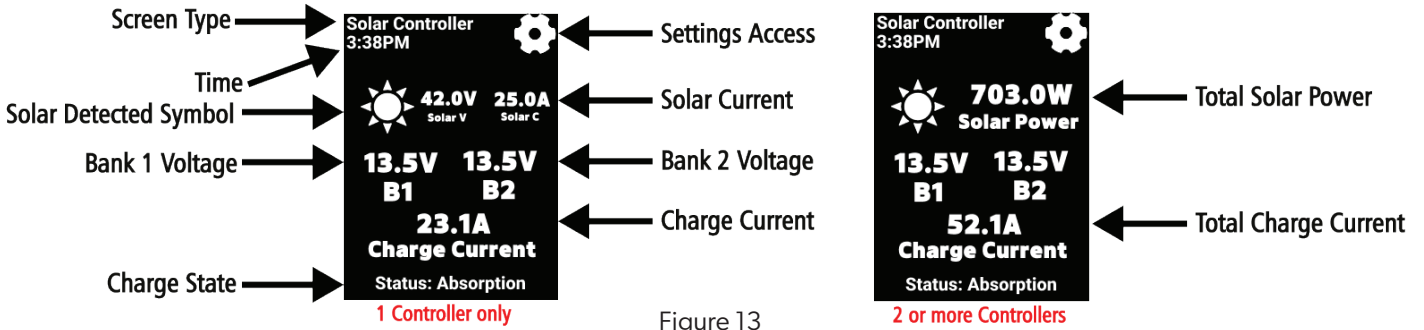 Screen Type
Time
Solar Detected Symbol
Bank 1 Voltage
Charge State
Solar Controller
3:38PM
42.0V 25.0A
Solar V Solar C
13.5V 13.5V
B1 B2
23.1A
Charge Current
Status: Absorption
1 Controller only
Settings Access
Solar Current
Bank 2 Voltage
Charge Current
Figure 13
Solar Controller
3:38PM
703.0W
Solar Power
13.5V 13.5V
B1 B2
52.1A
Charge Current
Status: Absorption
2 or more Controllers
Total Solar Power
Total Charge Current